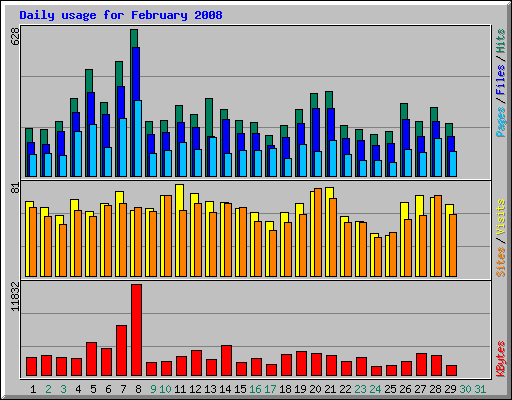 Daily usage for February 2008
628
Pages / Files / Hits
81
Sites / Visits
11832
KBytes
1 2 3 4 5 6 7 8 9 10 11 12 13 14 15 16 17 18 19 20 21 22 23 24 25 26 27 28 29 30 31